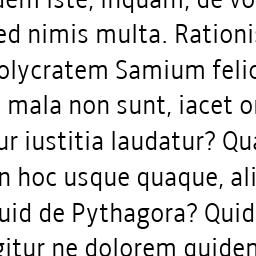 dem iste, inquam, de vo
ed nimis multa. Rationis
olycratem Samium felic
mala non sunt, iacet o
ur iustitia laudatur? Qua
n hoc usque quaque, ali
uid de Pythagora? Quid
gitur ne dolorem quiden